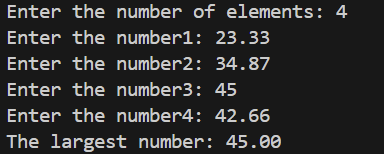 Enter the number of elements: 4
Enter the number1: 23.33
Enter the number2: 34.87
Enter the number3: 45
Enter the number4: 42.66
The largest number: 45.00